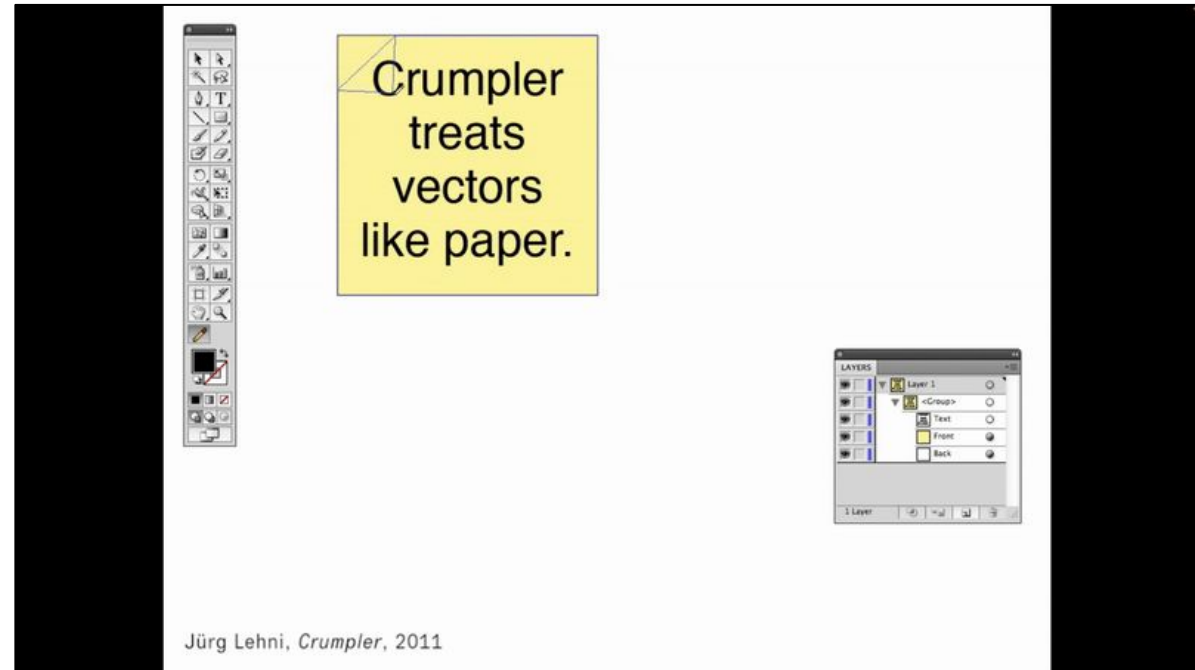 Crumpler
treats
vectors
like paper.
LAYERS
Layer 1
<Group>
Text
Front
Back
1 Layer
Jürg Lehni, Crumpler, 2011